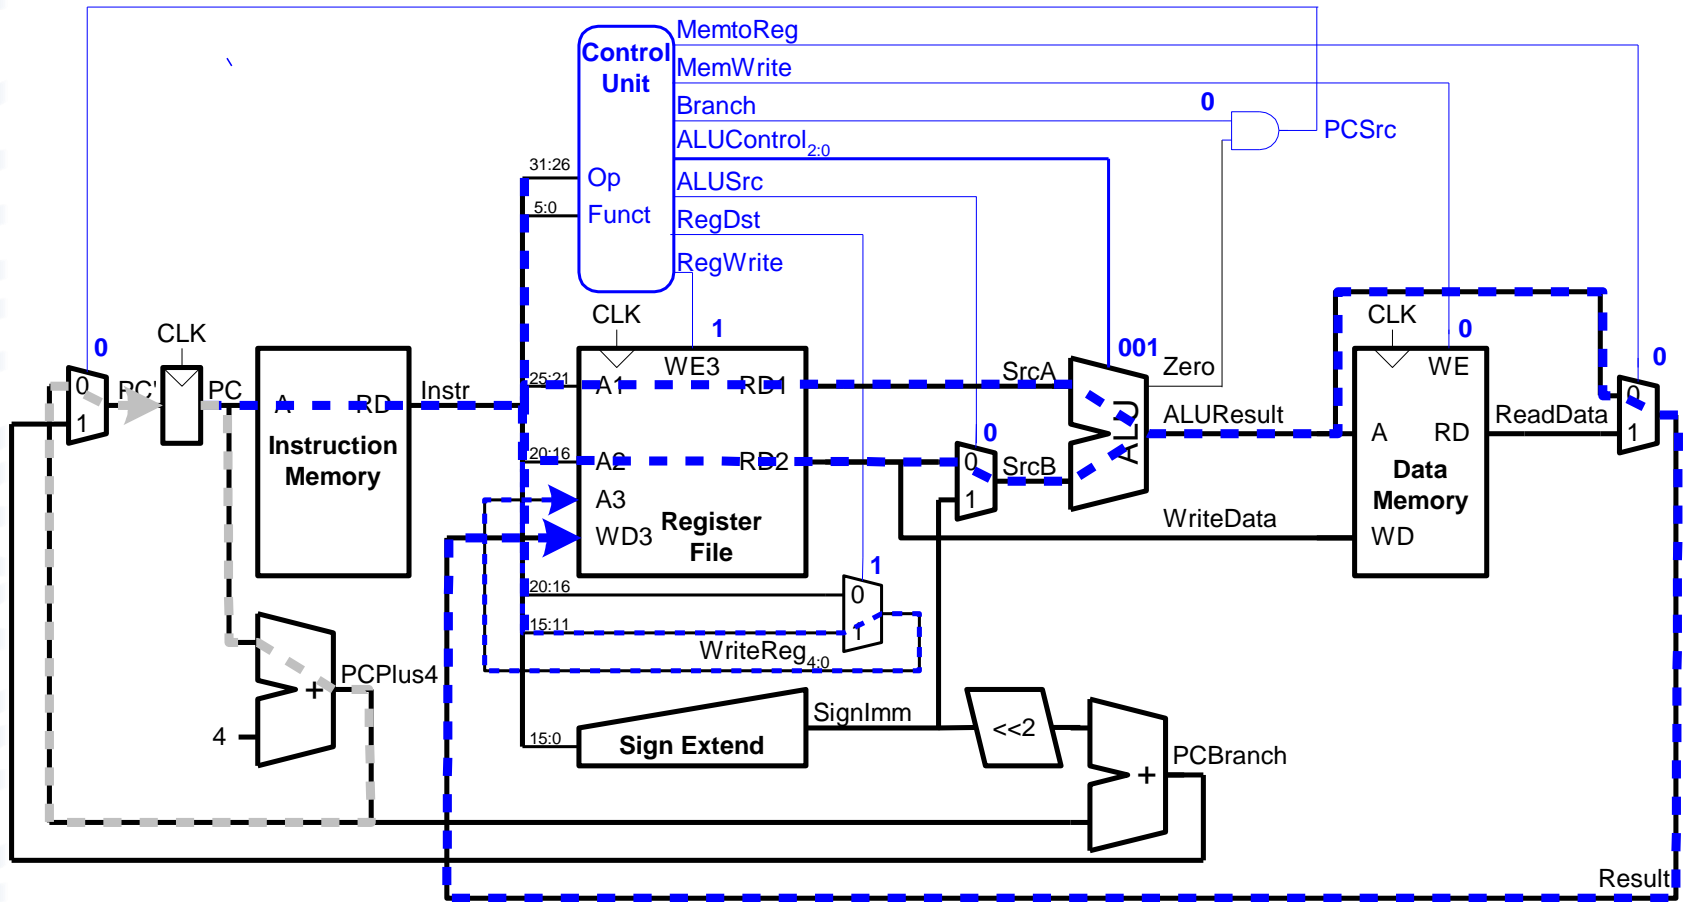 MemtoReg
Control
Unit
MemWrite
Branch
0
PCSrc
ALUControl2:0
31:26
Op
ALUSrc
5:0
Funct
RegDst
RegWrite
CLK
CLK
CLK
1
0
0
001
0
WE3
WE
Zero
0
PC'
PC
Instr
25:21
A1
RD1
SrcA
0
A
RD
1
Instruction
Memory
ALU
ALUResult
ReadData
1
A
RD
0
20:16
A2
RD2
0
SrcB
Data
Memory
A3
1
Register
File
WD3
WriteData
WD
1
20:16
0
15:11
1
WriteReg4:0
PCPlus4
+
4
SignImm
15:0
Sign Extend
<<2
PCBranch
+
Result